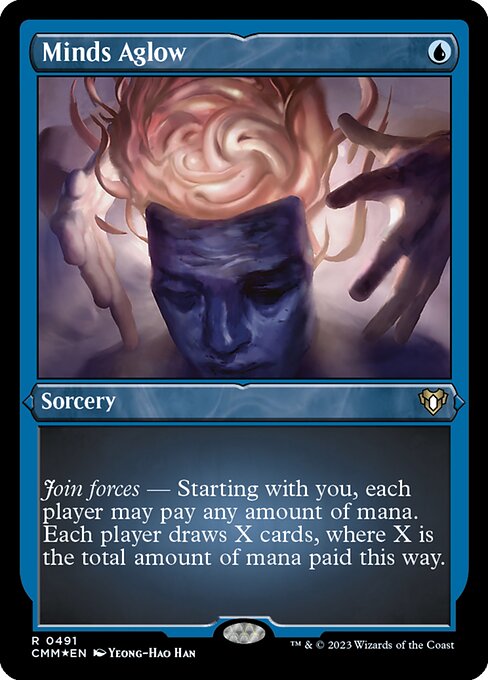 Minds Aglow
Sorcery
Join forces — Starting with you, each
player may pay any amount of mana.
Each player draws X cards, where X is
the total amount of mana paid this way.
R 0491
CMM★EN Yeong-Hao Han
™ & © 2023 Wizards of the Coast